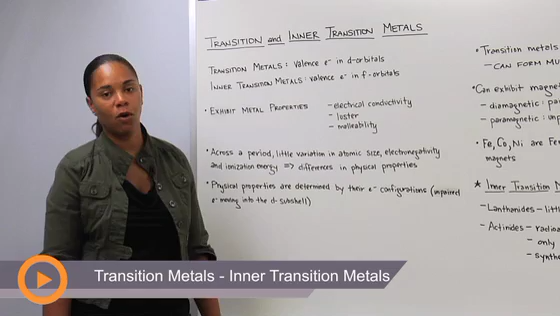 TRANSITION and INNER TRANSITION METALS
TRANSITION METALS: valence e⁻ in d-orbitals
INNER TRANSITION METALS: valence e⁻ in f-orbitals
• EXHIBIT METAL PROPERTIES
- electrical conductivity
- luster
- malleability
• Across a period, little variation in atomic size, electronegativity
and ionization energy => differences in physical properties
• Physical properties are determined by their e⁻ configurations (unpaired
e⁻ moving into the d-subshell)
• Transition metals
- CAN FORM MU
• Can exhibit magne
- diamagnetic: pa
- paramagnetic: unp
• Fe, Co, Ni are Fer
magnets
★ Inner Transition M
- Lanthanides - littl
- Actinides - radioa
- only
- synthe
Transition Metals - Inner Transition Metals